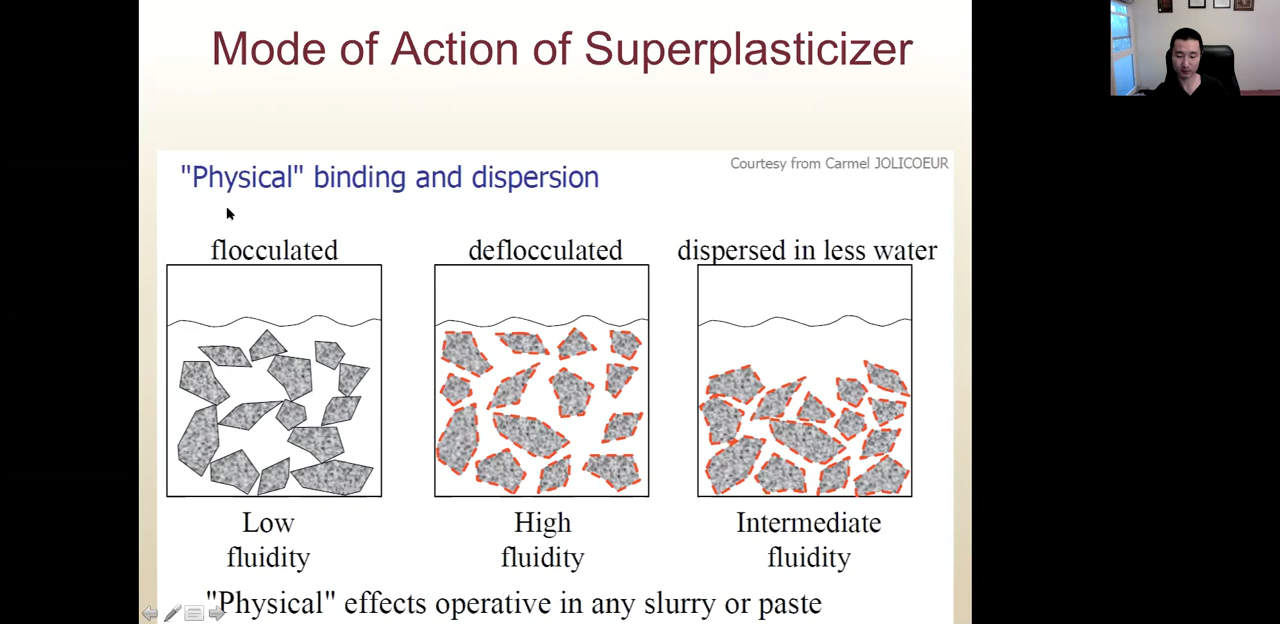 Mode of Action of Superplasticizer
Courtesy from Carmel JOLICOEUR
"Physical" binding and dispersion
flocculated
deflocculated
dispersed in less water
Low
fluidity
High
fluidity
Intermediate
fluidity
"Physical" effects operative in any slurry or paste